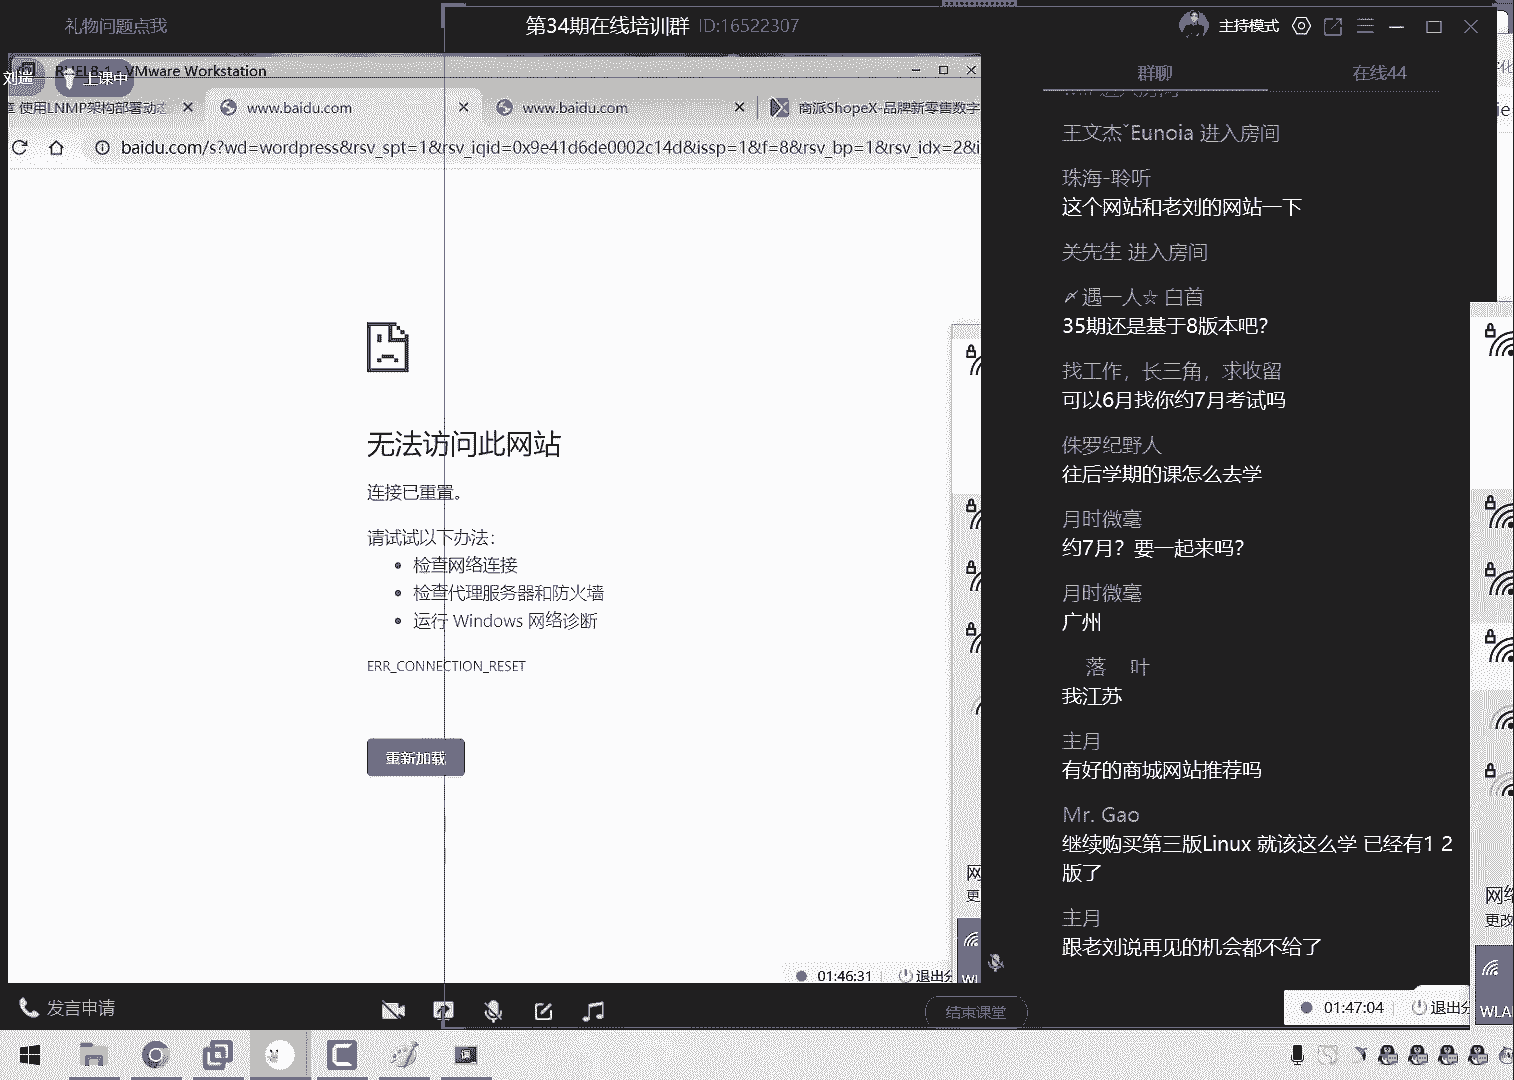 礼物问题点我
第34期在线培训群 ID:16522307
主持模式
刘遄
上课中
RHEL8-1 - VMware Workstation
使用LNMP架构部署动态
www.baidu.com
www.baidu.com
商派ShopeX-品牌新零售数字
baidu.com/s?wd=wordpress&rsv_spt=1&rsv_iqid=0x9e41d6de0002c14d&issp=1&f=8&rsv_bp=1&rsv_idx=2&i
无法访问此网站
连接已重置。
请试试以下办法：
检查网络连接
检查代理服务器和防火墙
运行 Windows 网络诊断
ERR_CONNECTION_RESET
重新加载
01:46:31
退出分
发言申请
结束课堂
群聊
在线44
王文杰ˇEunoia 进入房间
珠海-聆听
这个网站和老刘的网站一下
关先生 进入房间
〆遇一人☆ 白首
35期还是基于8版本吧？
找工作，长三角，求收留
可以6月找你约7月考试吗
侏罗纪野人
往后学期的课怎么去学
月时微毫
约7月？要一起来吗？
月时微毫
广州
落 叶
我江苏
主月
有好的商城网站推荐吗
Mr. Gao
继续购买第三版Linux 就该这么学 已经有1 2
版了
主月
跟老刘说再见的机会都不给了
网络
更改
01:47:04
退出分
WLA